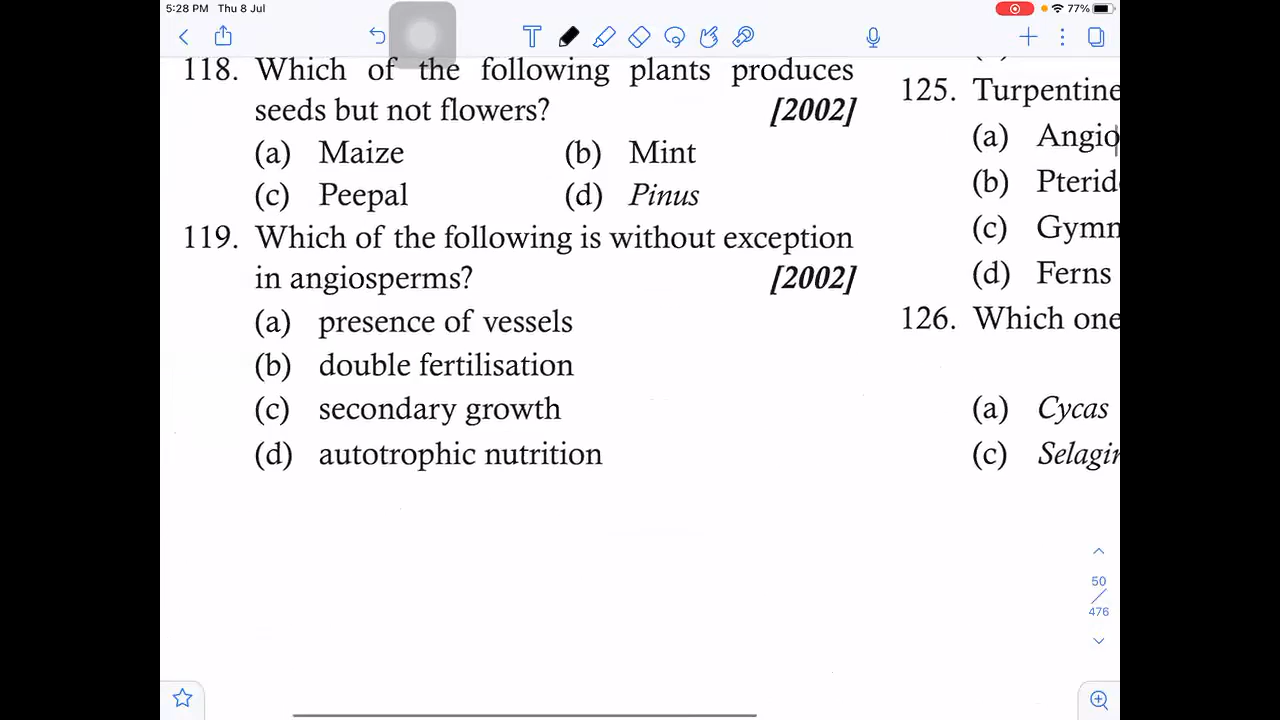 5:28 PM Thu 8 Jul
77%
118. Which of the following plants produces
seeds but not flowers? [2002]
(a) Maize (b) Mint
(c) Peepal (d) Pinus
119. Which of the following is without exception
in angiosperms? [2002]
(a) presence of vessels
(b) double fertilisation
(c) secondary growth
(d) autotrophic nutrition
125. Turpentine
(a) Angio
(b) Pterid
(c) Gymn
(d) Ferns
126. Which one
(a) Cycas
(c) Selagin
50
476